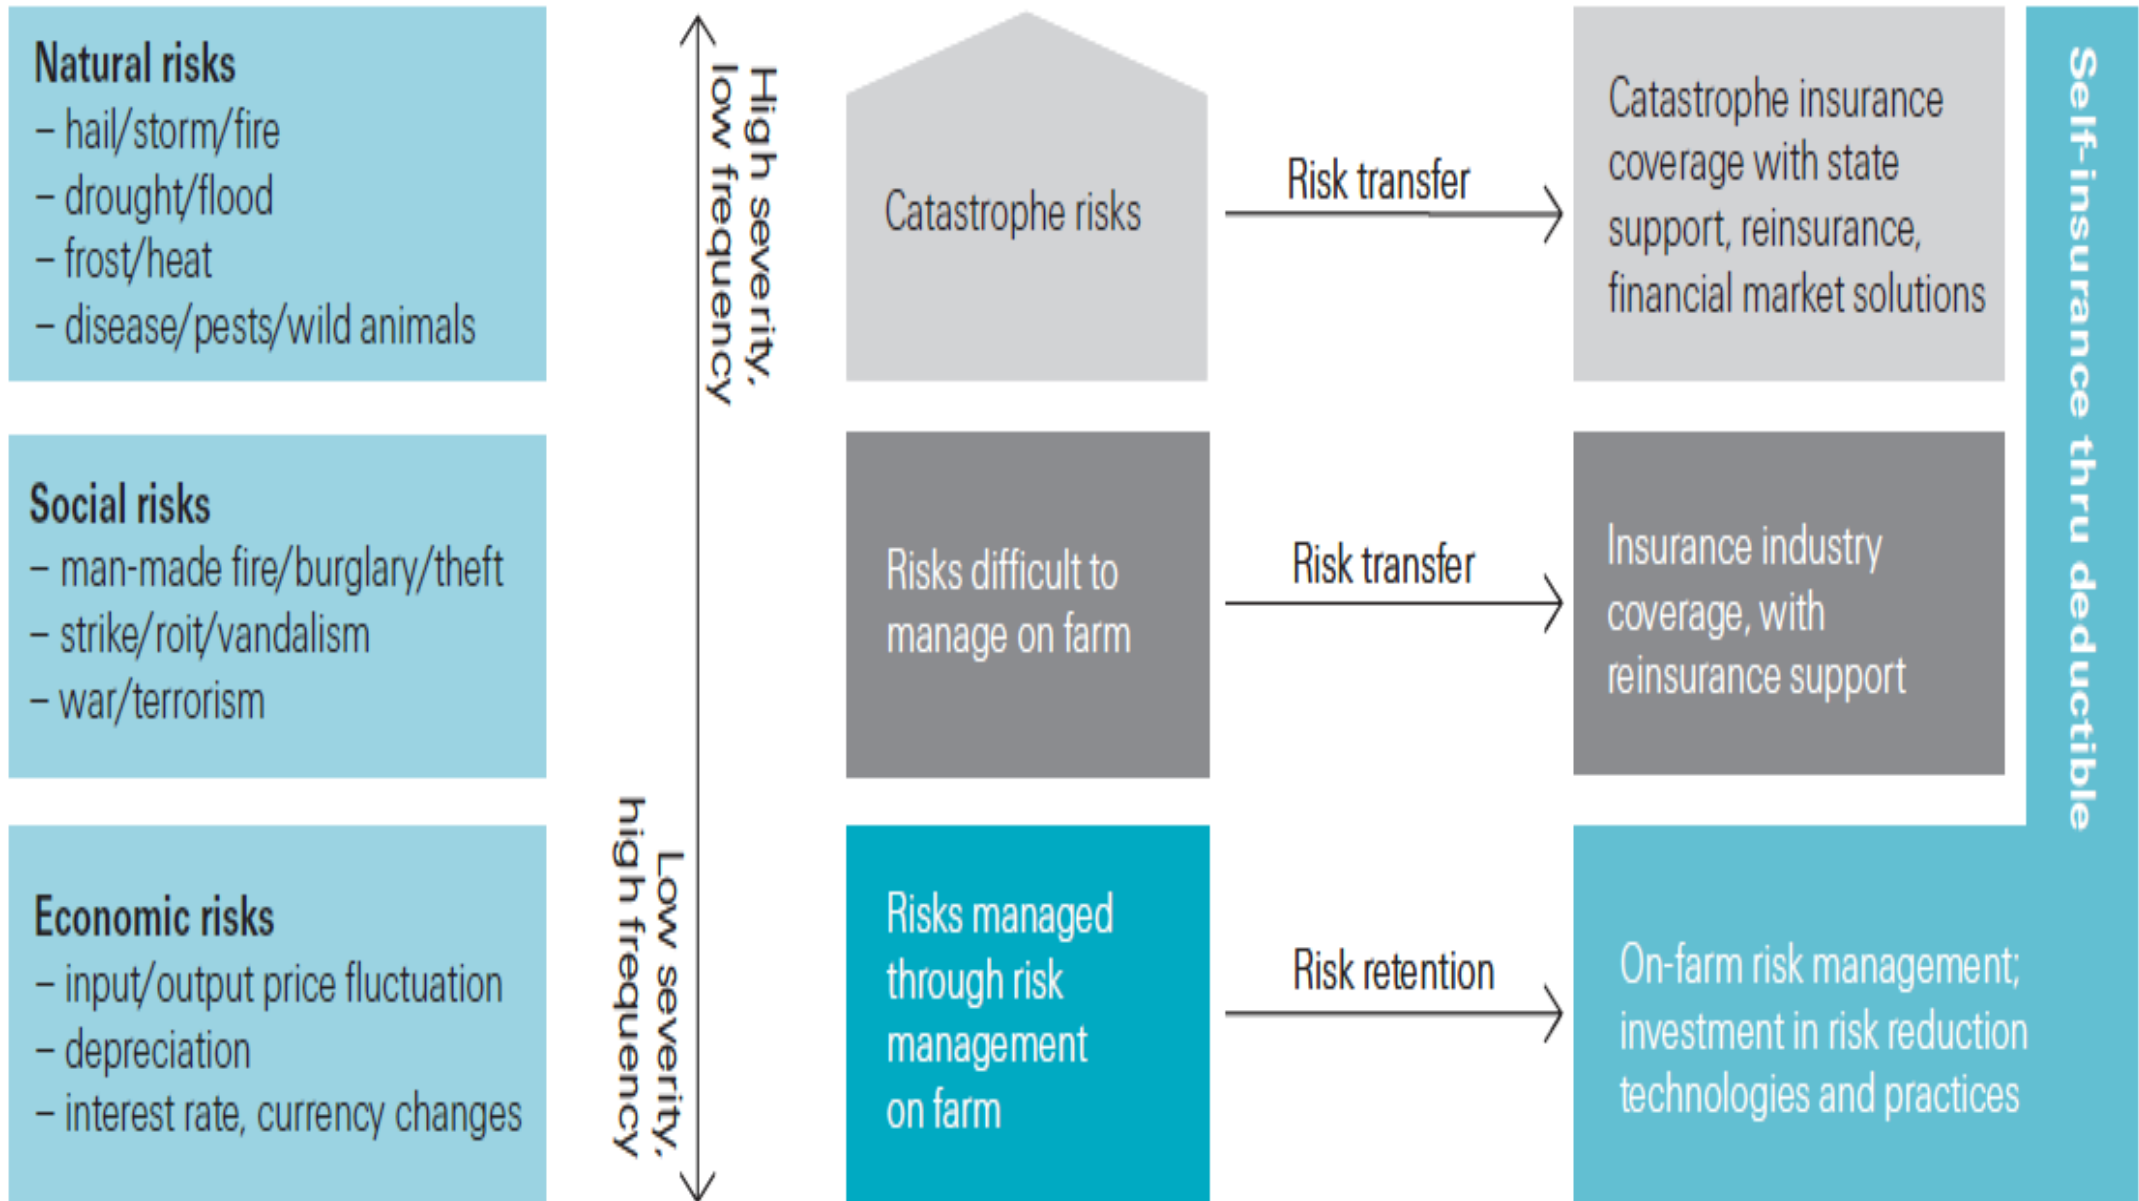 Natural risks
– hail/storm/fire
– drought/flood
– frost/heat
– disease/pests/wild animals
Social risks
– man-made fire/burglary/theft
– strike/roit/vandalism
– war/terrorism
Economic risks
– input/output price fluctuation
– depreciation
– interest rate, currency changes
High severity,
low frequency
Low severity,
high frequency
Catastrophe risks
Risk transfer
Catastrophe insurance
coverage with state
support, reinsurance,
financial market solutions
Risks difficult to
manage on farm
Risk transfer
Insurance industry
coverage, with
reinsurance support
Risks managed
through risk
management
on farm
Risk retention
On-farm risk management;
investment in risk reduction
technologies and practices
Self-insurance thru deductible